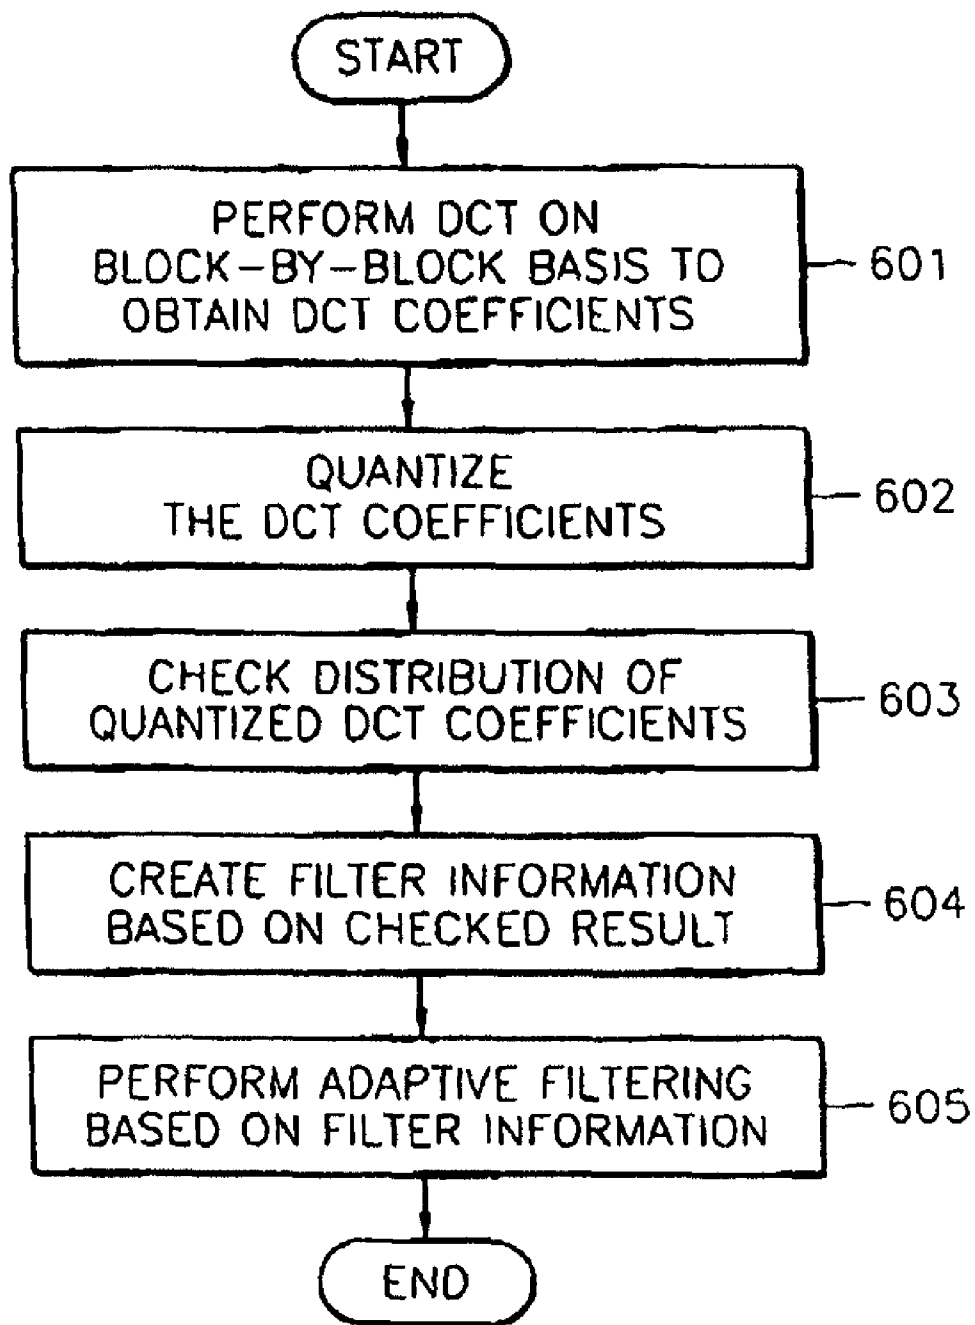 START
PERFORM DCT ON
BLOCK-BY-BLOCK BASIS TO
OBTAIN DCT COEFFICIENTS
601
QUANTIZE
THE DCT COEFFICIENTS
602
CHECK DISTRIBUTION OF
QUANTIZED DCT COEFFICIENTS
603
CREATE FILTER INFORMATION
BASED ON CHECKED RESULT
604
PERFORM ADAPTIVE FILTERING
BASED ON FILTER INFORMATION
605
END